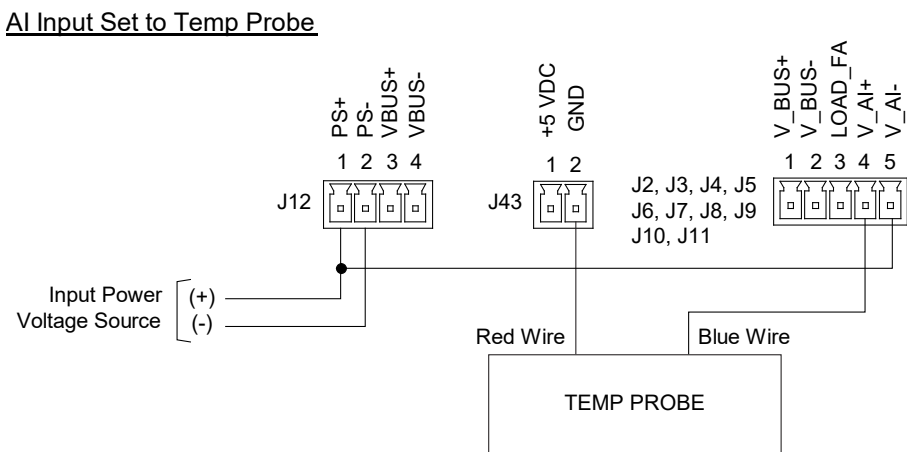 AI Input Set to Temp Probe
PS+
PS-
VBUS+
VBUS-
+5 VDC
GND
V_BUS+
V_BUS-
LOAD_FA
V_AI+
V_AI-
1 2 3 4
1 2
1 2 3 4 5
J12
J43
J2, J3, J4, J5
J6, J7, J8, J9
J10, J11
Input Power (+)
Voltage Source (-)
Red Wire
Blue Wire
TEMP PROBE